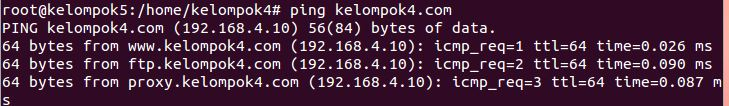 root@kelompok5:/home/kelompok4# ping kelompok4.com
PING kelompok4.com (192.168.4.10) 56(84) bytes of data.
64 bytes from www.kelompok4.com (192.168.4.10): icmp_req=1 ttl=64 time=0.026 ms
64 bytes from ftp.kelompok4.com (192.168.4.10): icmp_req=2 ttl=64 time=0.090 ms
64 bytes from proxy.kelompok4.com (192.168.4.10): icmp_req=3 ttl=64 time=0.087 m
s